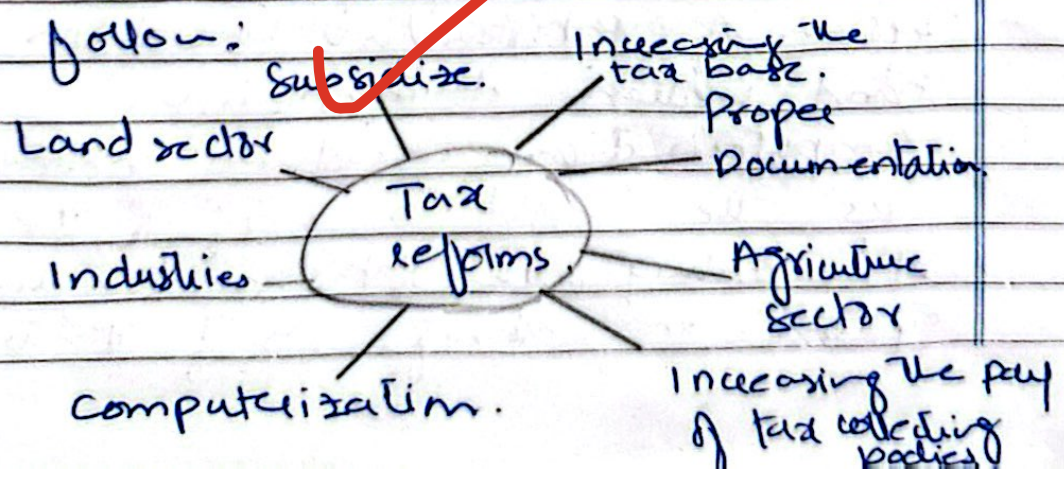 follow:
Subsidize.
Increasing the
tax base.
Proper
Documentation.
Land sector
Tax
reforms.
Agriculture
sector
Industries
Increasing the pay
of tax collecting
bodies
computerization.